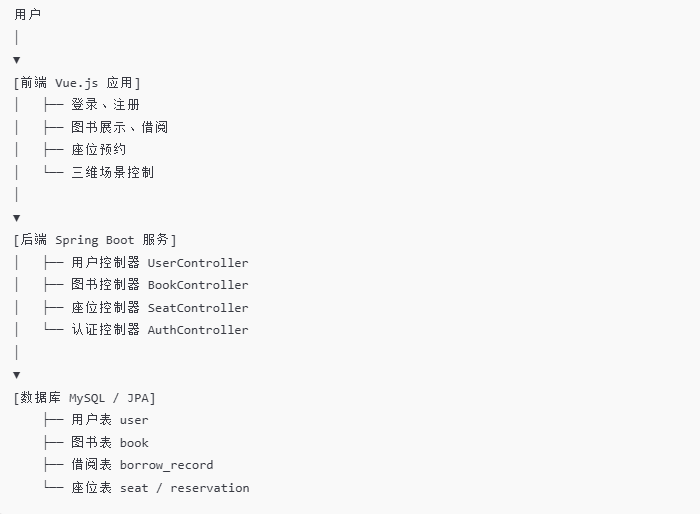 用户
│
▼
[前端 Vue.js 应用]
│   ├── 登录、注册
│   ├── 图书展示、借阅
│   ├── 座位预约
│   └── 三维场景控制
│
▼
[后端 Spring Boot 服务]
│   ├── 用户控制器 UserController
│   ├── 图书控制器 BookController
│   ├── 座位控制器 SeatController
│   └── 认证控制器 AuthController
│
▼
[数据库 MySQL / JPA]
    ├── 用户表 user
    ├── 图书表 book
    ├── 借阅表 borrow_record
    └── 座位表 seat / reservation